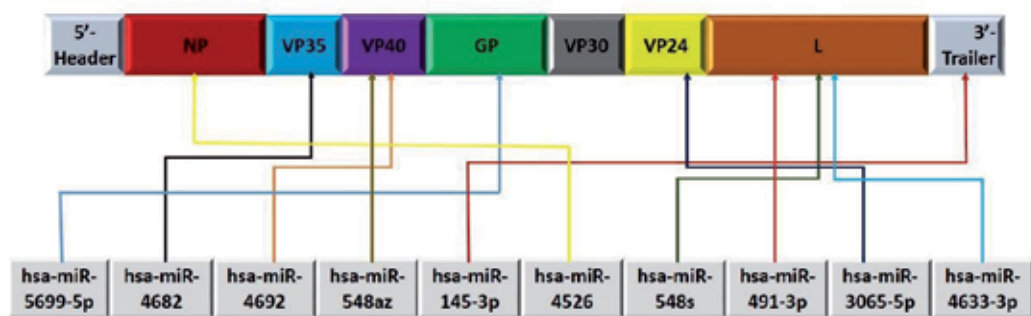 5'-
Header
NP
VP35
VP40
GP
VP30
VP24
L
3'-
Trailer
hsa-miR-
5699-5p
hsa-miR-
4682
hsa-miR-
4692
hsa-miR-
548az
hsa-miR-
145-3p
hsa-miR-
4526
hsa-miR-
548s
hsa-miR-
491-3p
hsa-miR-
3065-5p
hsa-miR-
4633-3p